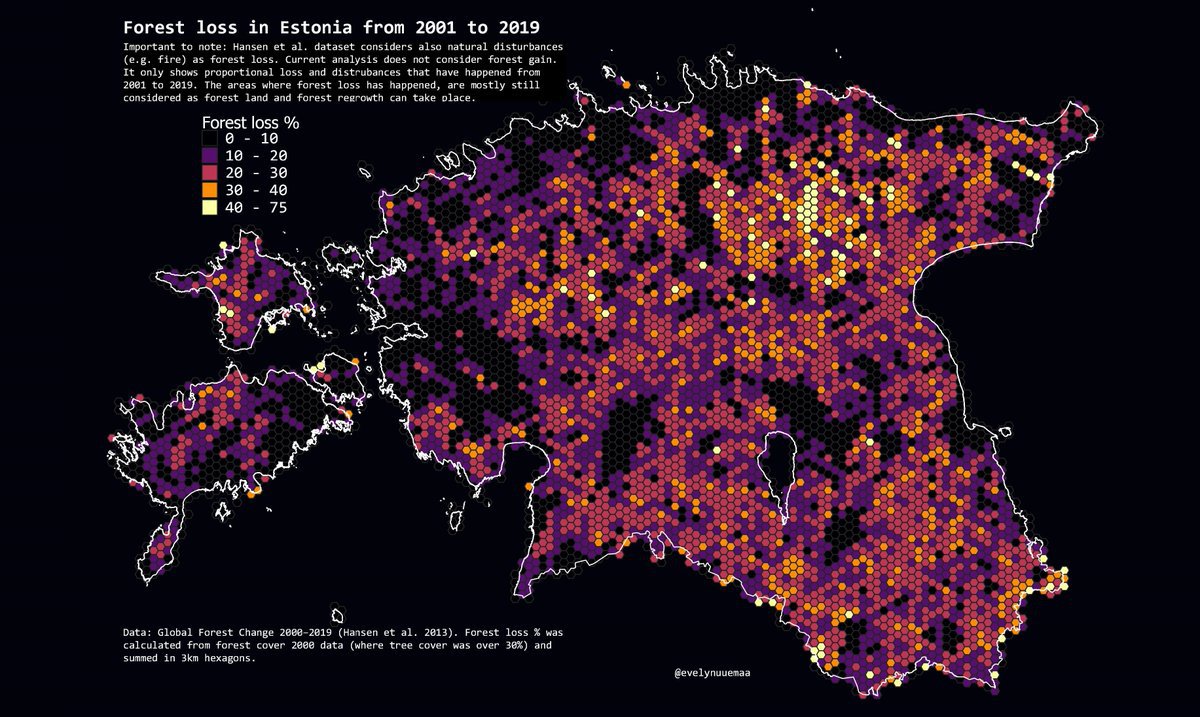 Forest loss in Estonia from 2001 to 2019
Important to note: Hansen et al. dataset considers also natural disturbances
(e.g. fire) as forest loss. Current analysis does not consider forest gain.
It only shows proportional loss and distrubances that have happened from
2001 to 2019. The areas where forest loss has happened, are mostly still
considered as forest land and forest regrowth can take place.
Forest loss %
0 - 10
10 - 20
20 - 30
30 - 40
40 - 75
Data: Global Forest Change 2000-2019 (Hansen et al. 2013). Forest loss % was
calculated from forest cover 2000 data (where tree cover was over 30%) and
summed in 3km hexagons.
@evelynuuemaa